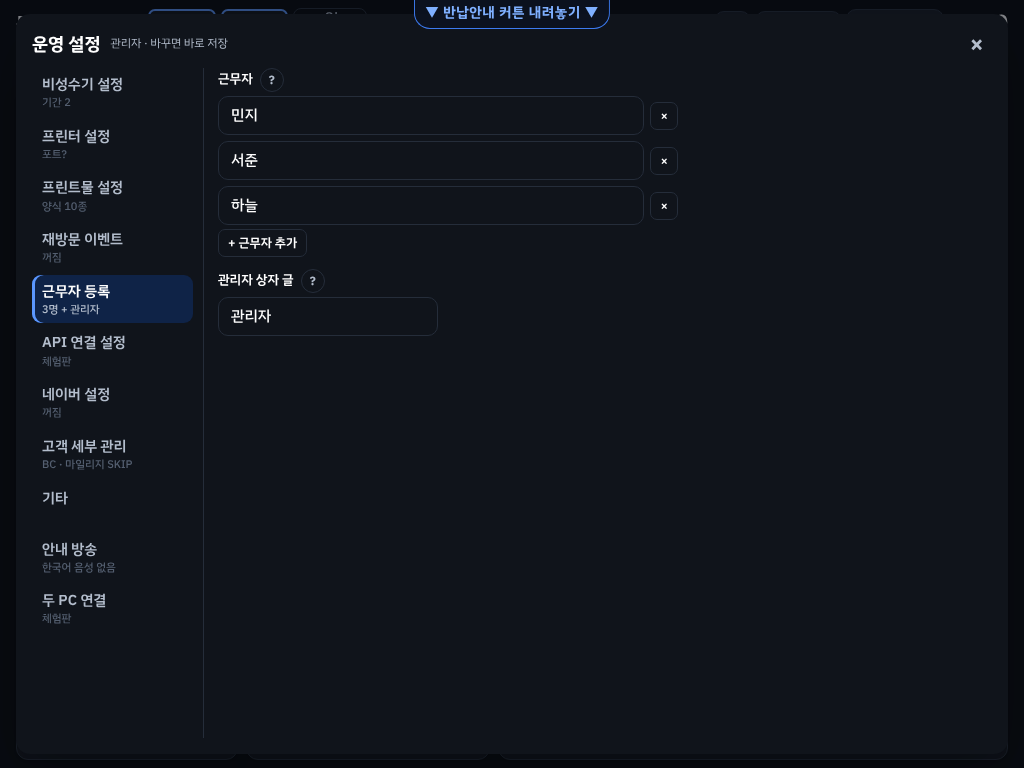 ▼ 반납안내 커튼 내려놓기 ▼
운영 설정 관리자 · 바꾸면 바로 저장 ×
비성수기 설정
기간 2
프린터 설정
포트?
프린트물 설정
양식 10종
재방문 이벤트
꺼짐
근무자 등록
3명 + 관리자
API 연결 설정
체험판
네이버 설정
꺼짐
고객 세부 관리
BC · 마일리지 SKIP
기타
안내 방송
한국어 음성 없음
두 PC 연결
체험판
근무자 ?
민지 ×
서준 ×
하늘 ×
+ 근무자 추가
관리자 상자 글 ?
관리자